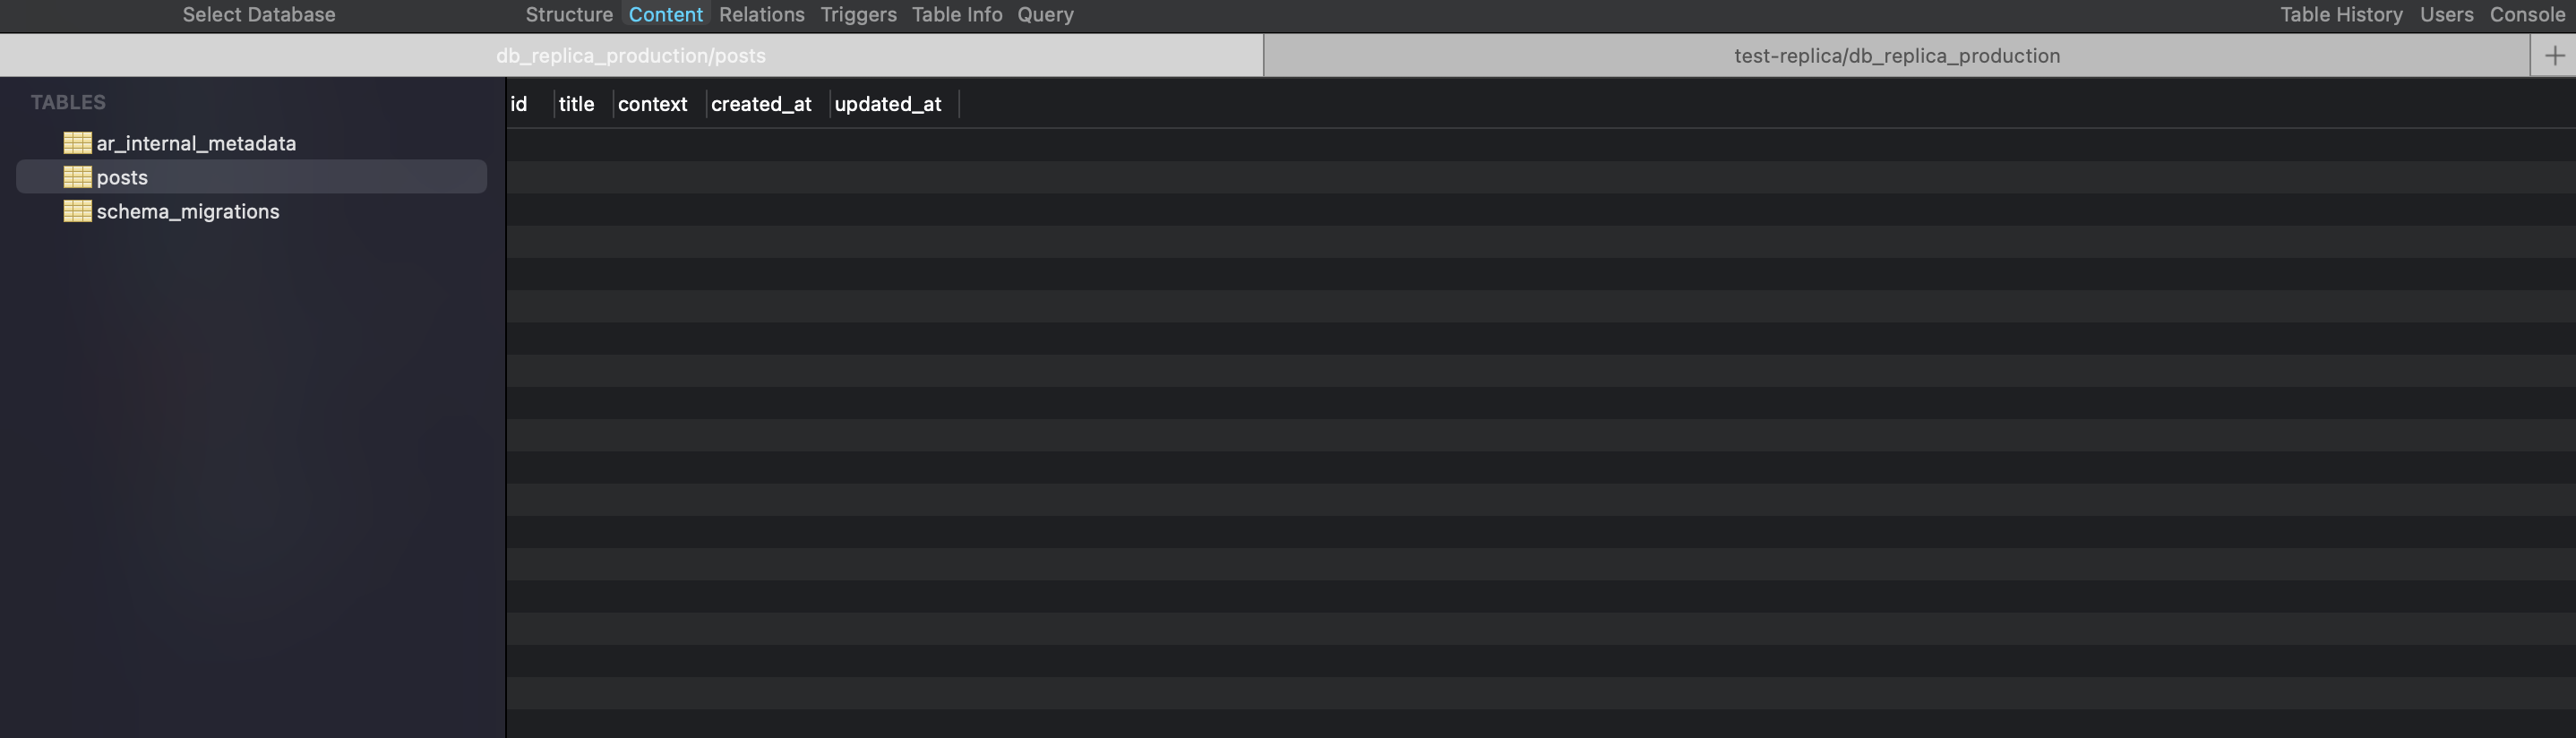 Select Database Structure Content Relations Triggers Table Info Query Table History Users Console
db_replica_production/posts test-replica/db_replica_production
TABLES
ar_internal_metadata
posts
schema_migrations
id title context created_at updated_at